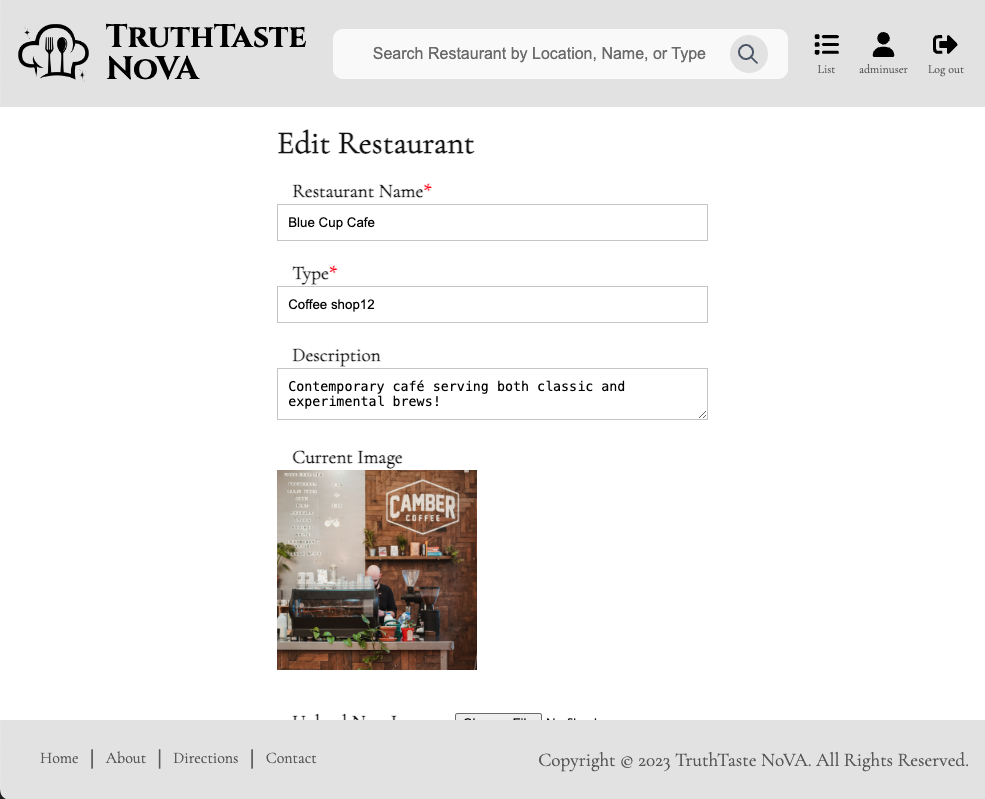 TruthTaste
NoVA
Search Restaurant by Location, Name, or Type
List
adminuser
Log out
Edit Restaurant
Restaurant Name*
Blue Cup Cafe
Type*
Coffee shop12
Description
Contemporary café serving both classic and
experimental brews!
Current Image
CAMBER
COFFEE
Home | About | Directions | Contact
Copyright © 2023 TruthTaste NoVA. All Rights Reserved.